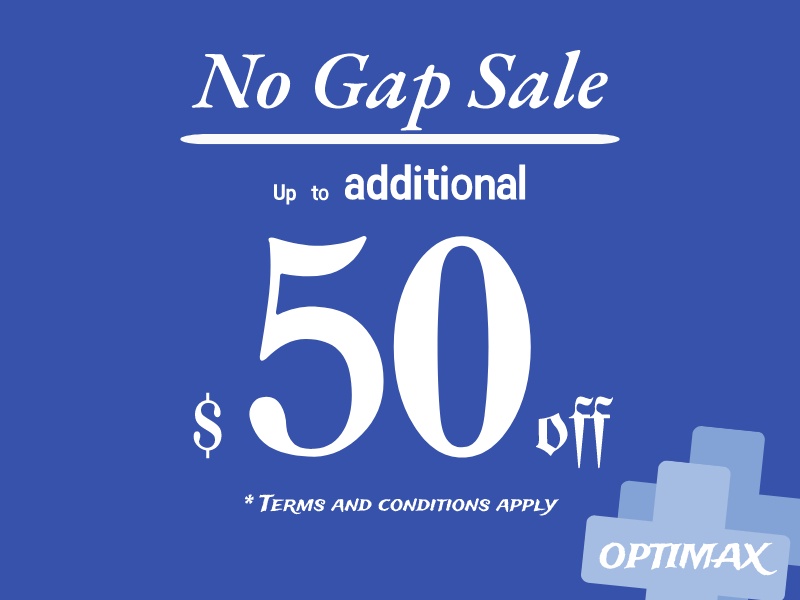 No Gap Sale
Up to additional
$ 50 off
* Terms and conditions apply
OPTIMAX